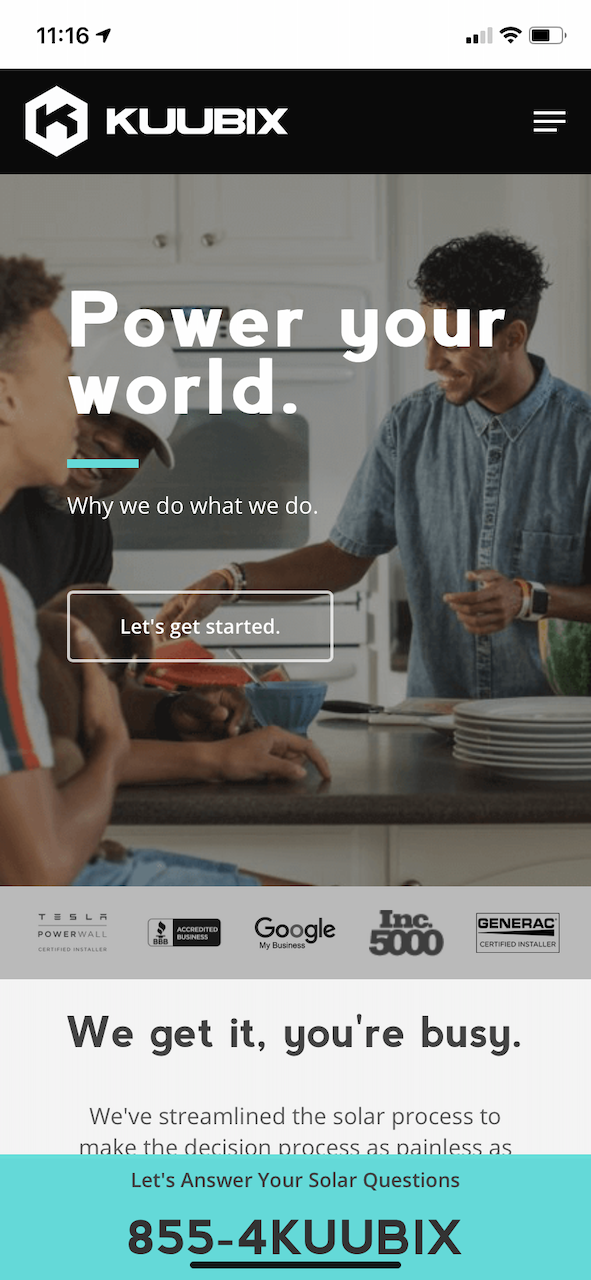 11:16
KUUBIX
Power your
world.
Why we do what we do.
Let's get started.
TESLA
POWERWALL
CERTIFIED INSTALLER
BBB
ACCREDITED
BUSINESS
Google
My Business
Inc.
5000
GENERAC
CERTIFIED INSTALLER
We get it, you're busy.
We've streamlined the solar process to
make the decision process as painless as
Let's Answer Your Solar Questions
855-4KUUBIX